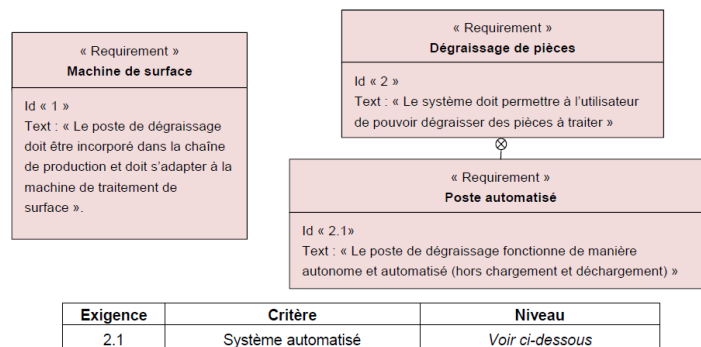 « Requirement »
Machine de surface
Id « 1 »
Text : « Le poste de dégraissage
doit être incorporé dans la chaîne
de production et doit s'adapter à la
machine de traitement de
surface ».
« Requirement »
Dégraissage de pièces
Id « 2 »
Text : « Le système doit permettre à l'utilisateur
de pouvoir dégraisser des pièces à traiter »
« Requirement »
Poste automatisé
Id « 2.1»
Text : « Le poste de dégraissage fonctionne de manière
autonome et automatisé (hors chargement et déchargement) »
Exigence Critère Niveau
2.1 Système automatisé Voir ci-dessous